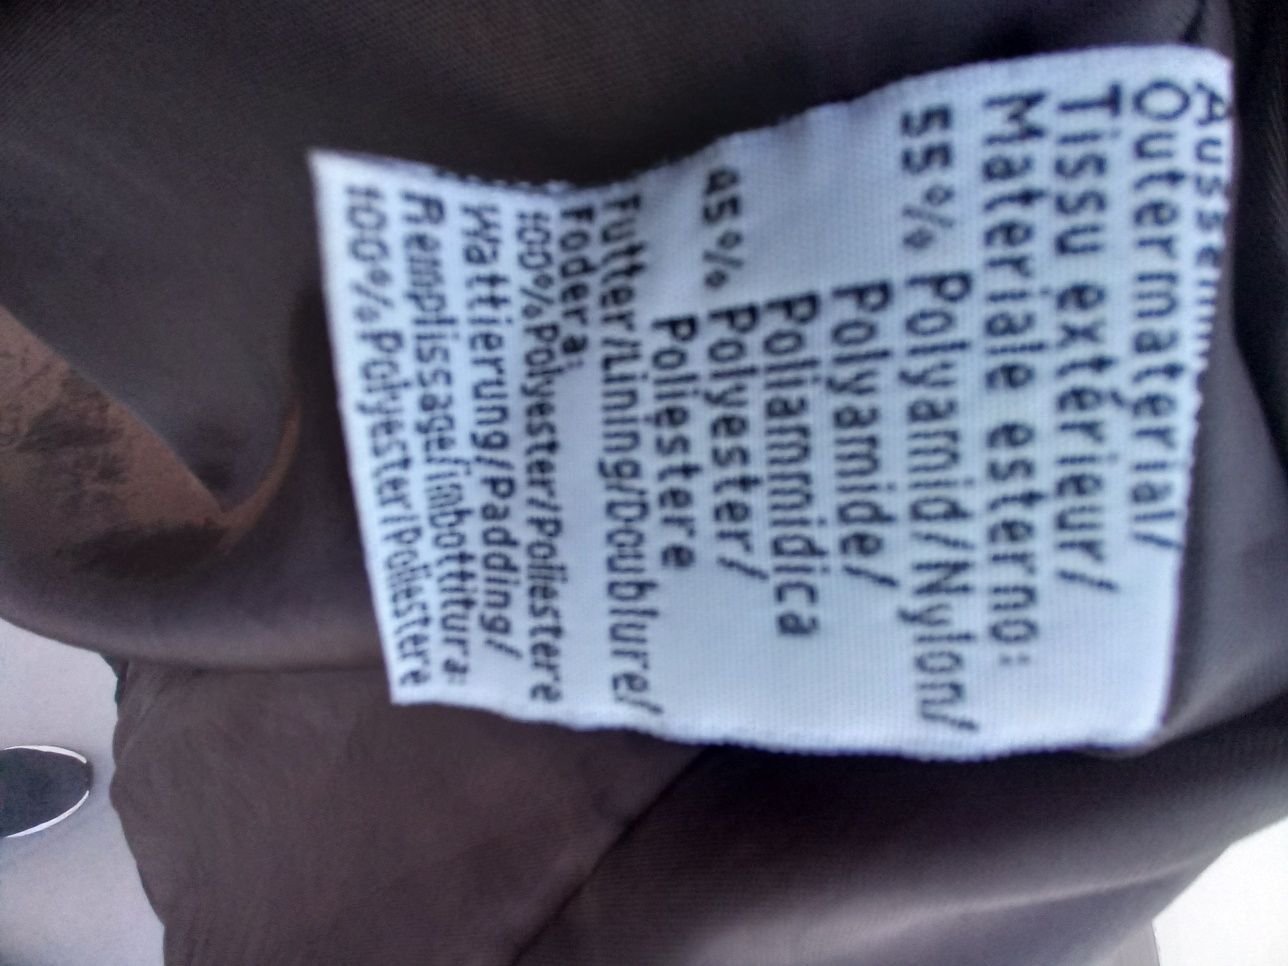 Outermaterial/
Tissu extérieur/
Materiale esterno:
55% Polyamid/Nylon/
Polyamide/
Poliammidica
45% Polyester/
Poliestere
Futter/Lining/Doublure/
Fodera:
100%Polyester/Poliestere
Wattierung/Padding/
Remplissage/imbottitura:
100%Polyester/Poliestere